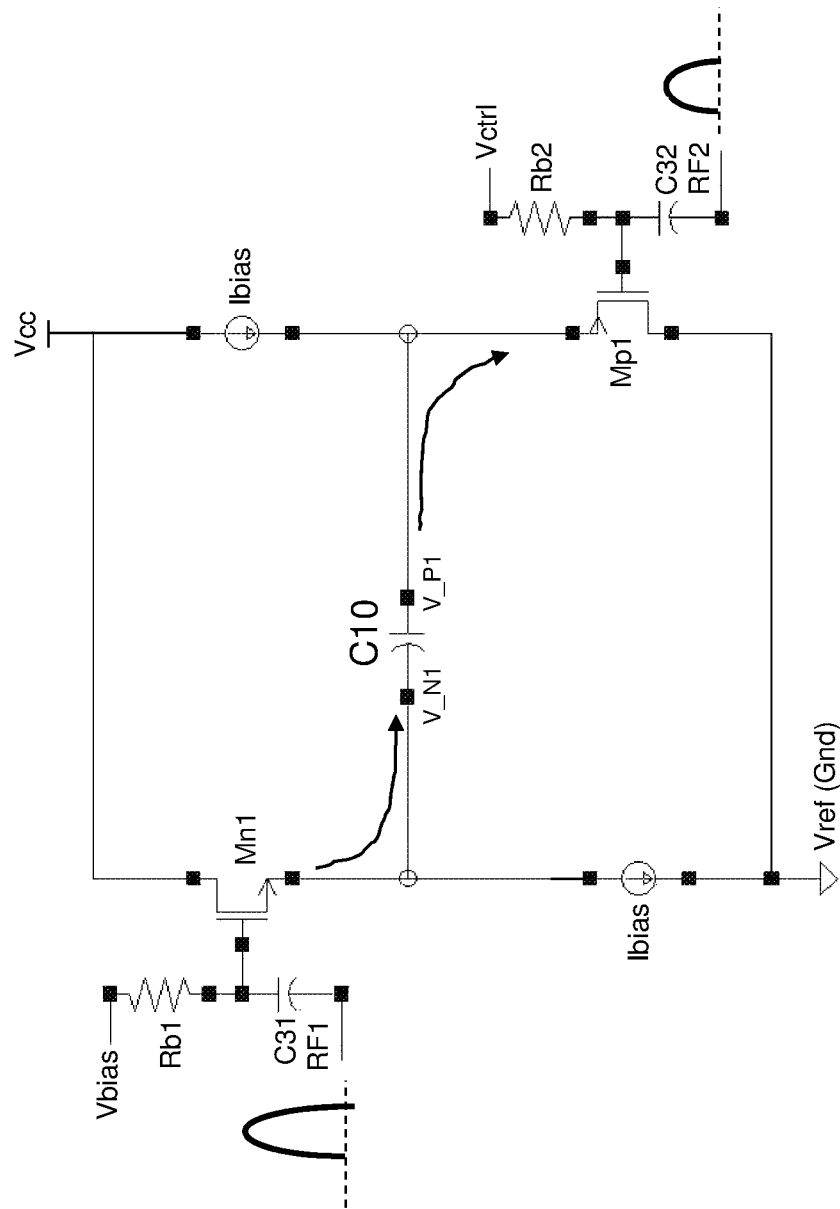 Vcc
Ibias
Vctrl
Rb2
C32
RF2
Mp1
C10
V_P1
V_N1
Mn1
Vbias
Rb1
C31
RF1
Ibias
Vref (Gnd)